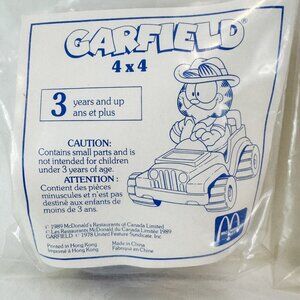 GARFIELD
4 x 4
3 years and up
ans et plus
CAUTION:
Contains small parts and is
not intended for children
under 3 years of age.
ATTENTION :
Contient des pièces
minuscules et n'est pas
destiné aux enfants de
moins de 3 ans.
© 1989 McDonald's Restaurants of Canada Limited
© Les Restaurants McDonald du Canada Limitée 1989
GARFIELD: © 1978 United Feature Syndicate, Inc.
Printed in Hong Kong
Imprimé à Hong Kong
Made in China
Fabriqué en Chine